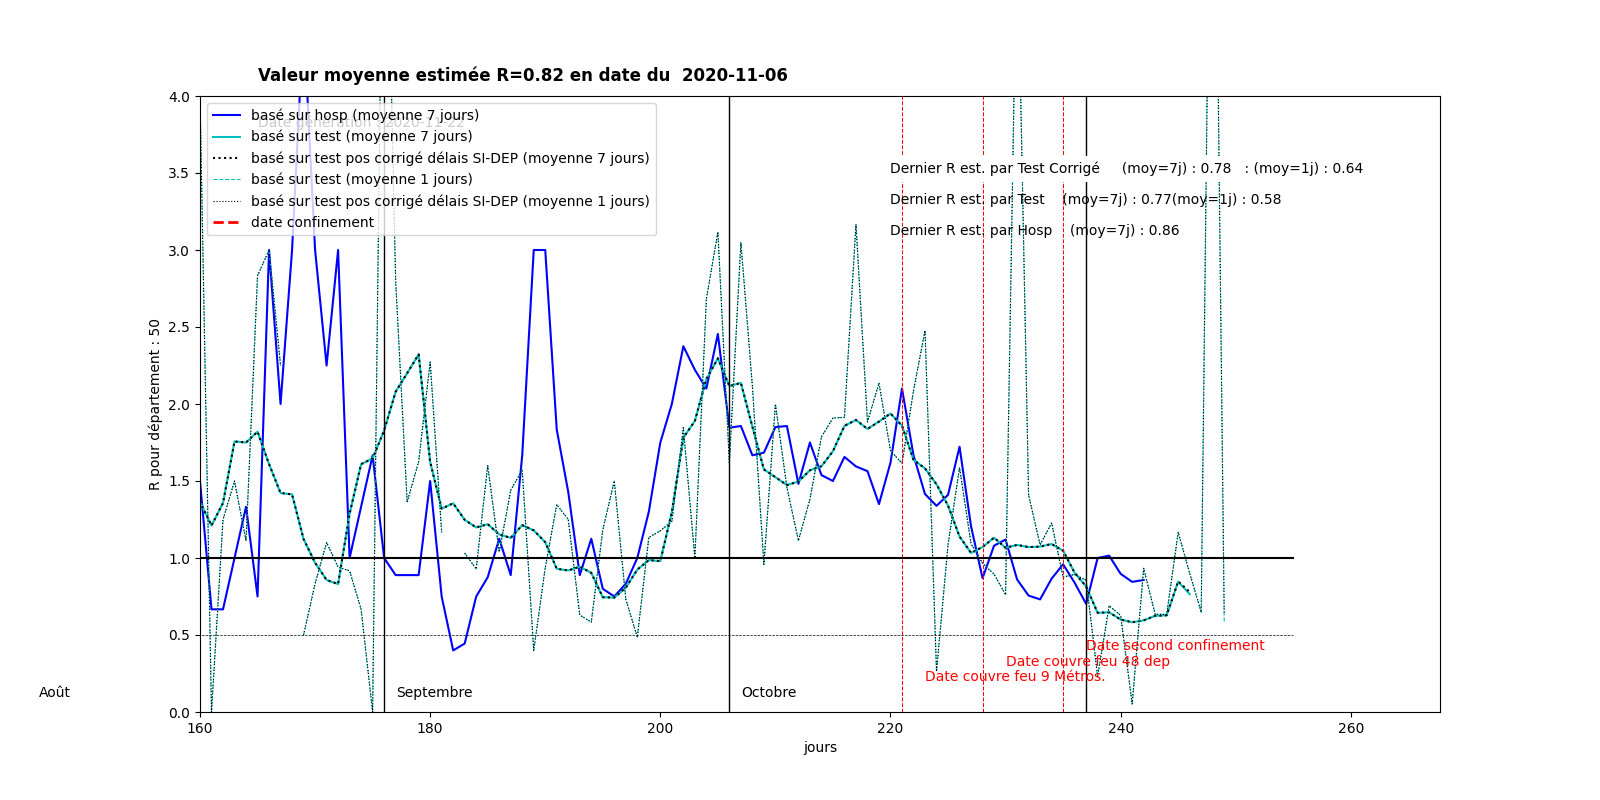 Valeur moyenne estimée R=0.82 en date du  2020-11-06
4.0
3.5
3.0
2.5
2.0
1.5
1.0
0.5
0.0
R pour département : 50
basé sur hosp (moyenne 7 jours)
Date génération : 2020-11-22
basé sur test (moyenne 7 jours)
basé sur test pos corrigé délais SI-DEP (moyenne 7 jours)
basé sur test (moyenne 1 jours)
basé sur test pos corrigé délais SI-DEP (moyenne 1 jours)
date confinement
Dernier R est. par Test Corrigé     (moy=7j) : 0.78   : (moy=1j) : 0.64
Dernier R est. par Test    (moy=7j) : 0.77(moy=1j) : 0.58
Dernier R est. par Hosp    (moy=7j) : 0.86
Date second confinement
Date couvre feu 48 dep
Date couvre feu 9 Métros.
Août
Septembre
Octobre
160
180
200
220
240
260
jours